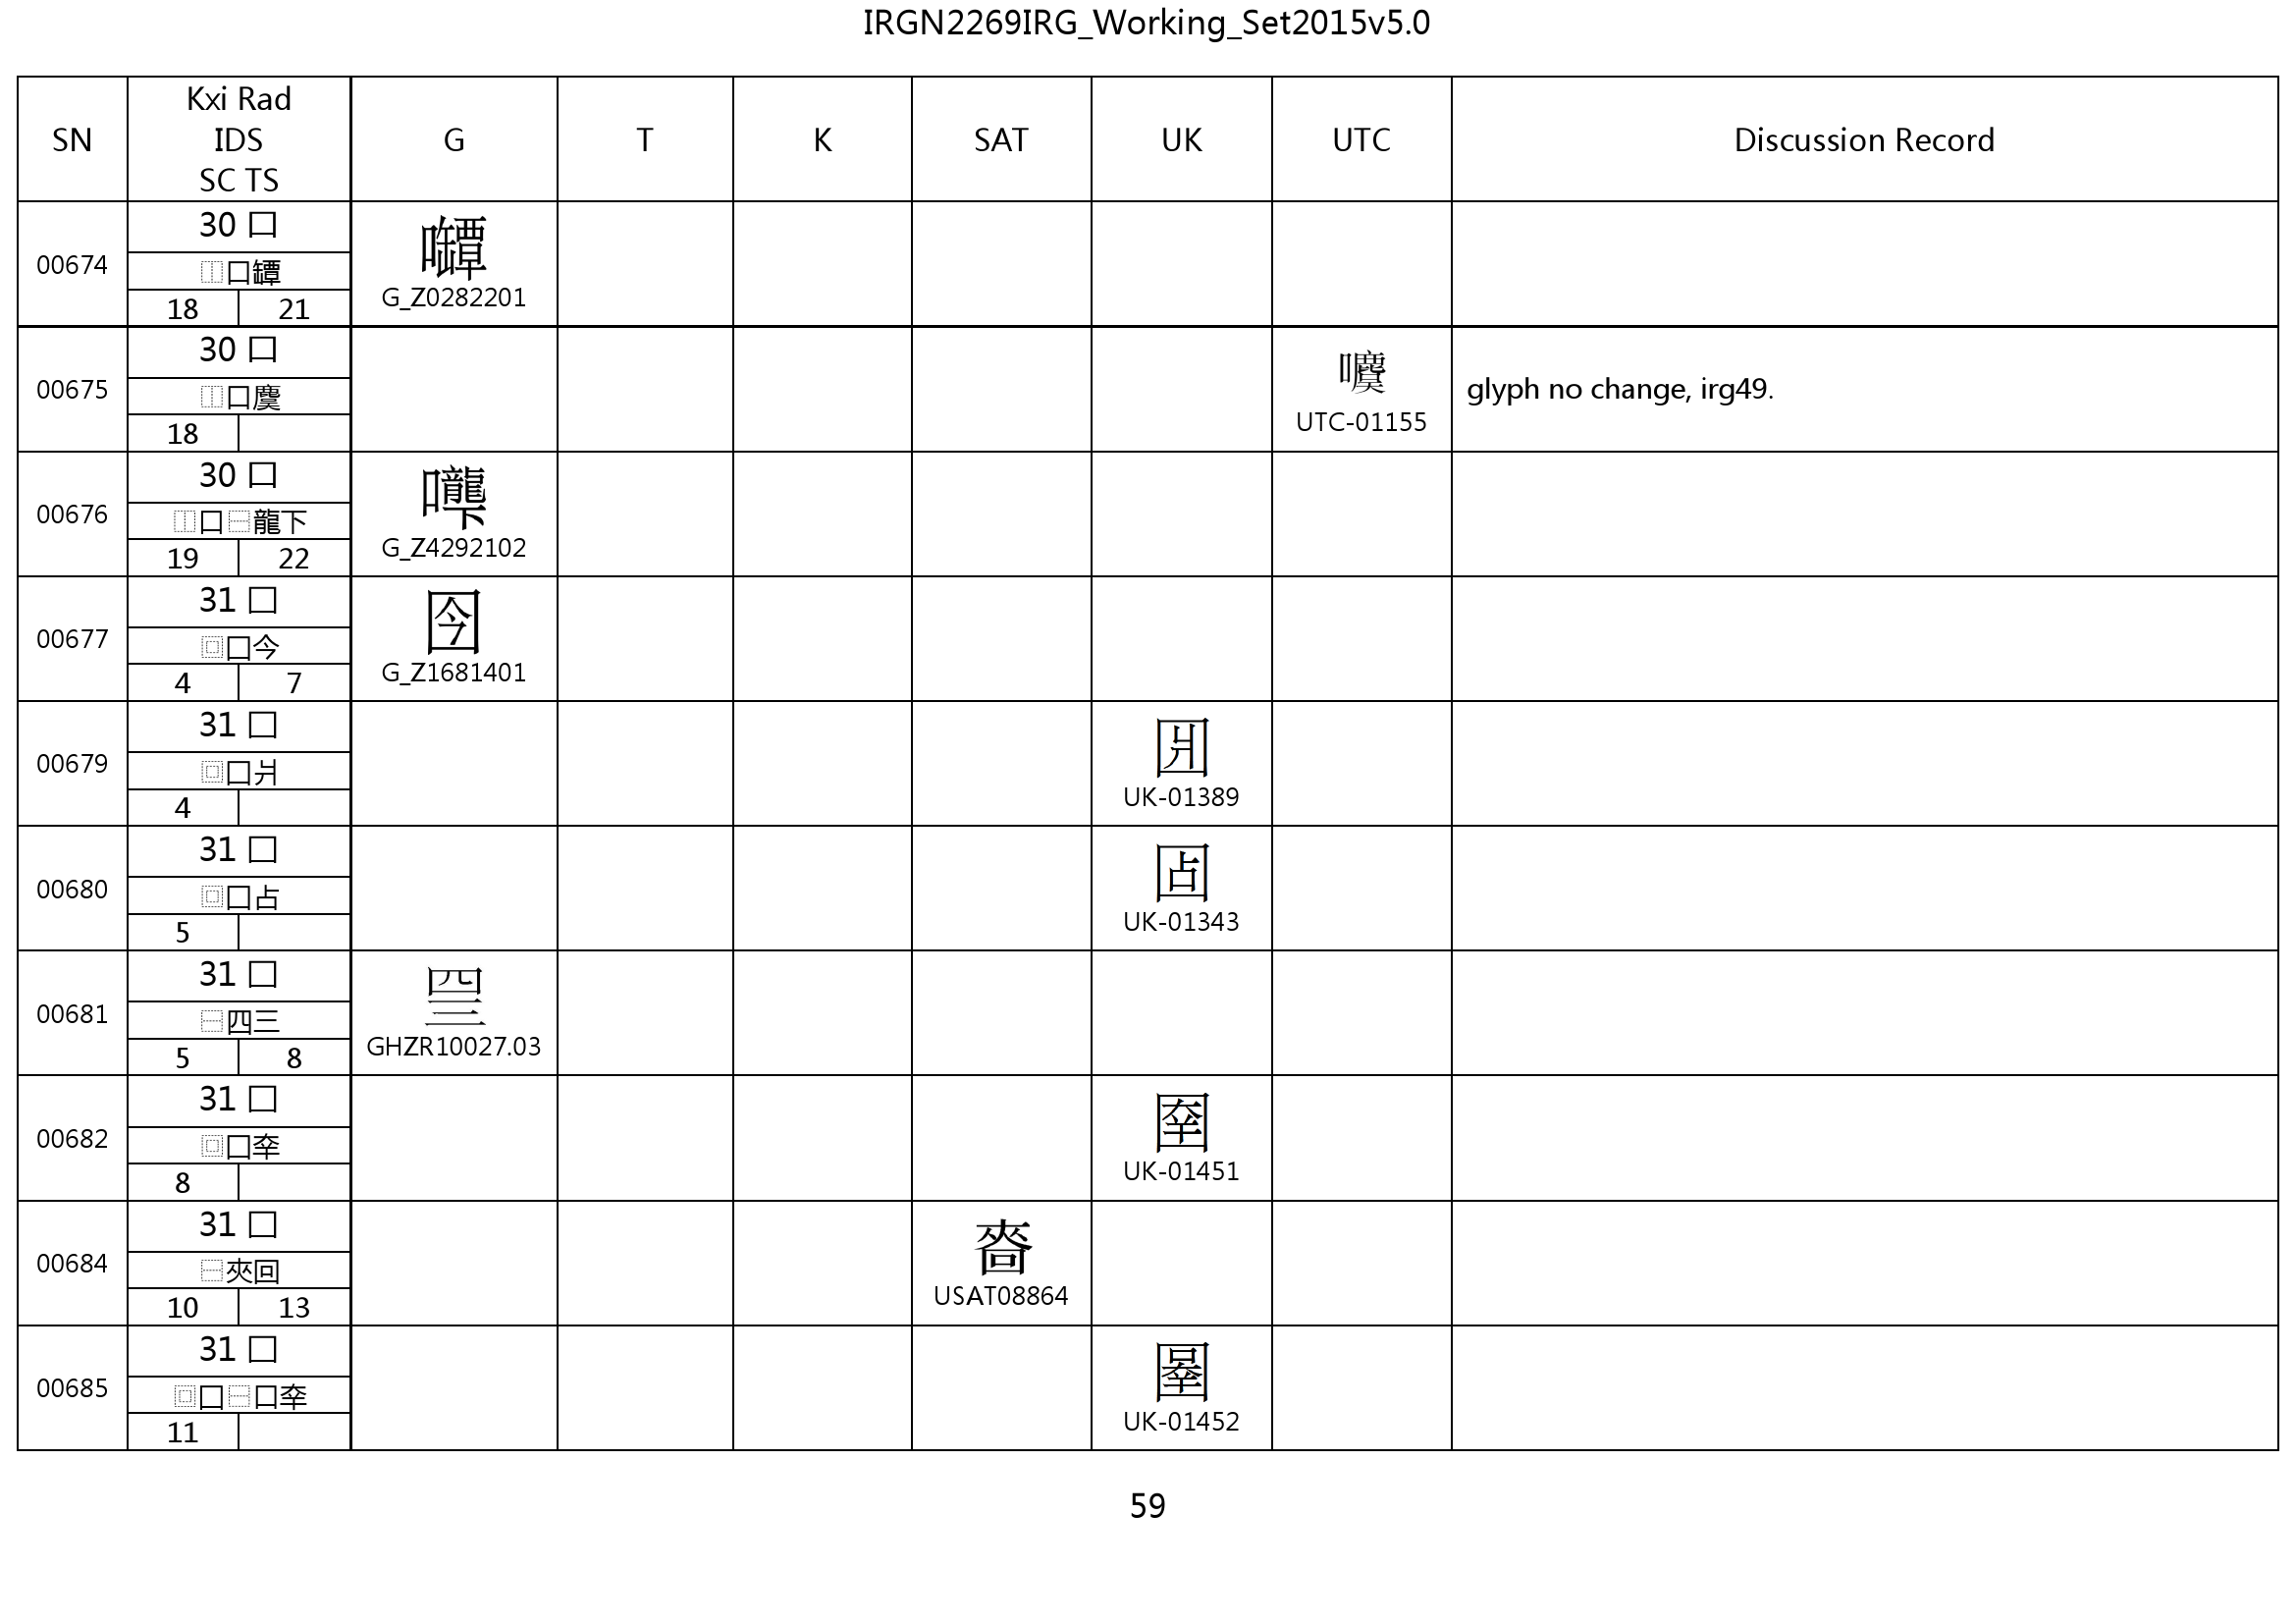 IRGN2269IRG_Working_Set2015v5.0
SN Kxi Rad IDS SC TS G T K SAT UK UTC Discussion Record
00674
30 口
⿰口罈
18 21
G_Z0282201
00675
30 口
⿰口麌
18
UTC-01155
glyph no change, irg49.
00676
30 口
⿰口⿱龍下
19 22
G_Z4292102
00677
31 囗
⿴囗今
4 7
G_Z1681401
00679
31 囗
⿴囗爿
4
UK-01389
00680
31 囗
⿴囗占
5
UK-01343
00681
31 囗
⿱四三
5 8
GHZR10027.03
00682
31 囗
⿴囗
8
UK-01451
00684
31 囗
⿱夾回
10 13
USAT08864
00685
31 囗
⿴囗⿱口
11
UK-01452
59